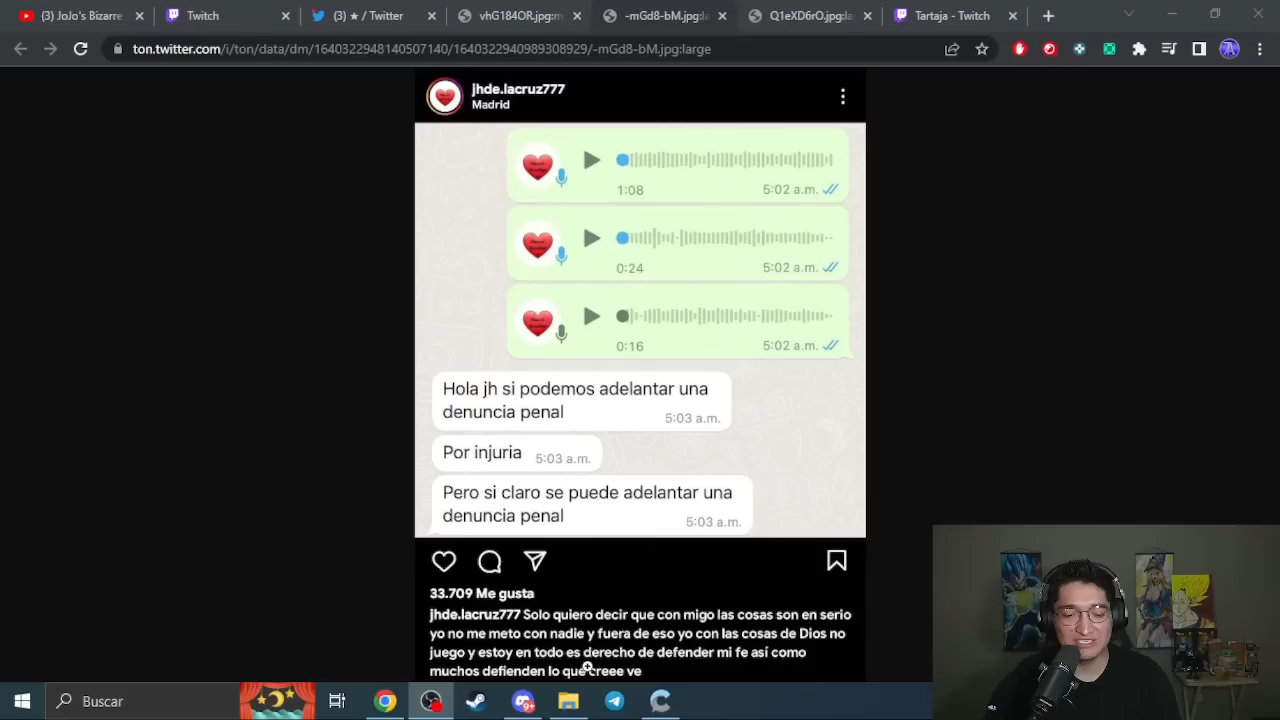 (3) JoJo's Bizarre
Twitch
(3) ★ / Twitter
vhG184OR.jpg:m
-mGd8-bM.jpg:la
Q1eXD6rO.jpg:la
Tartaja - Twitch
ton.twitter.com/i/ton/data/dm/1640322948140507140/1640322940989308929/-mGd8-bM.jpg:large
jhde.lacruz777
Madrid
1:08 5:02 a.m.
0:24 5:02 a.m.
0:16 5:02 a.m.
Hola jh si podemos adelantar una
denuncia penal 5:03 a.m.
Por injuria 5:03 a.m.
Pero si claro se puede adelantar una
denuncia penal 5:03 a.m.
33.709 Me gusta
jhde.lacruz777 Solo quiero decir que con migo las cosas son en serio
yo no me meto con nadie y fuera de eso yo con las cosas de Dios no
juego y estoy en todo es derecho de defender mi fe así como
muchos defienden lo que creee ve
Buscar
9+